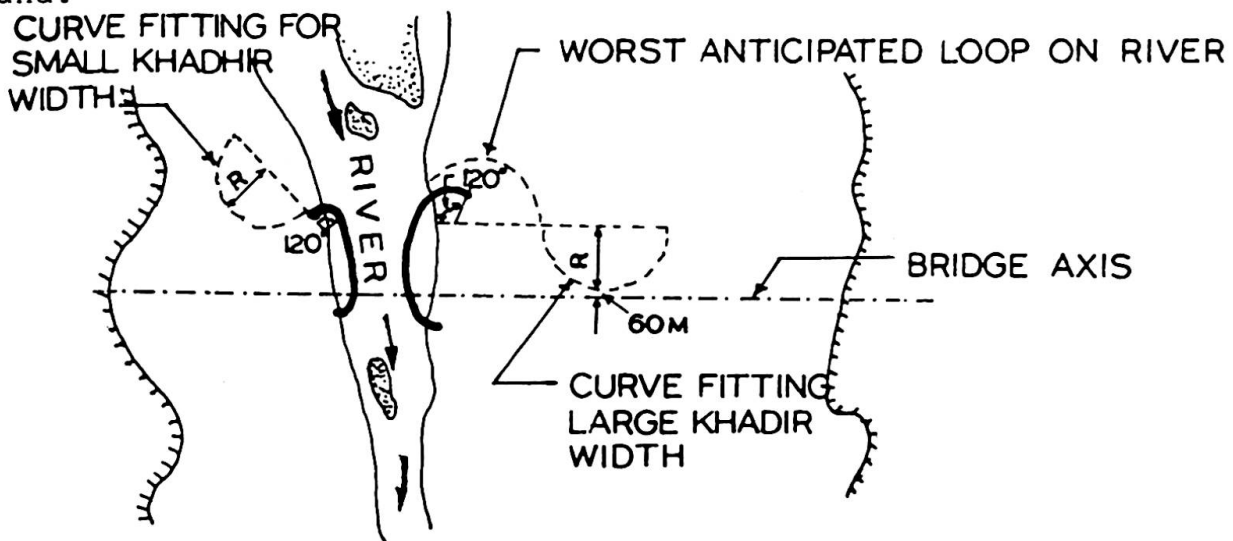 CURVE FITTING FOR
SMALL KHADHIR
WIDTH
WORST ANTICIPATED LOOP ON RIVER
R
120°
120°
RIVER
R
BRIDGE AXIS
60M
CURVE FITTING
LARGE KHADIR
WIDTH